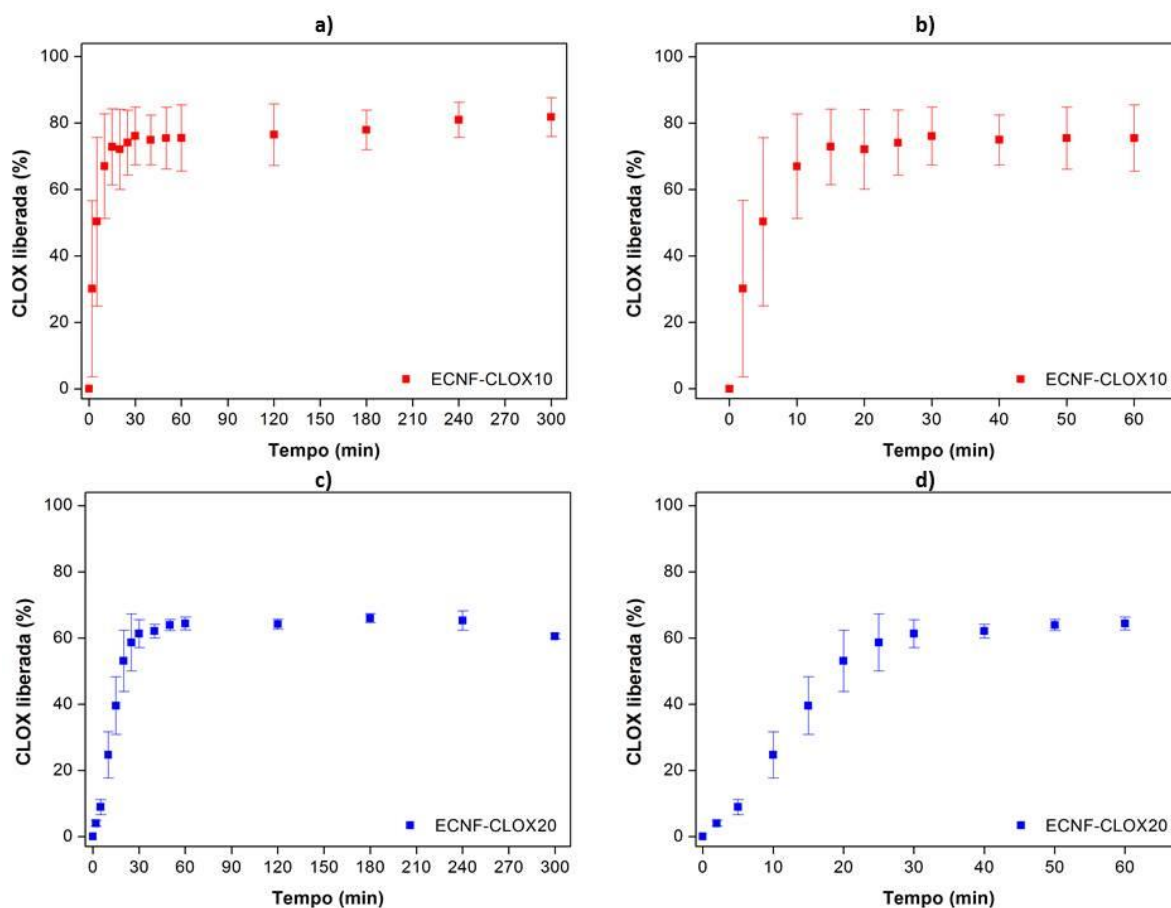 a)
100
80
60
40
20
0
CLOX liberada (%)
ECNF-CLOX10
0 30 60 90 120 150 180 210 240 270 300
Tempo (min)
b)
100
80
60
40
20
0
CLOX liberada (%)
ECNF-CLOX10
0 10 20 30 40 50 60
Tempo (min)
c)
100
80
60
40
20
0
CLOX liberada (%)
ECNF-CLOX20
0 30 60 90 120 150 180 210 240 270 300
Tempo (min)
d)
100
80
60
40
20
0
CLOX liberada (%)
ECNF-CLOX20
0 10 20 30 40 50 60
Tempo (min)